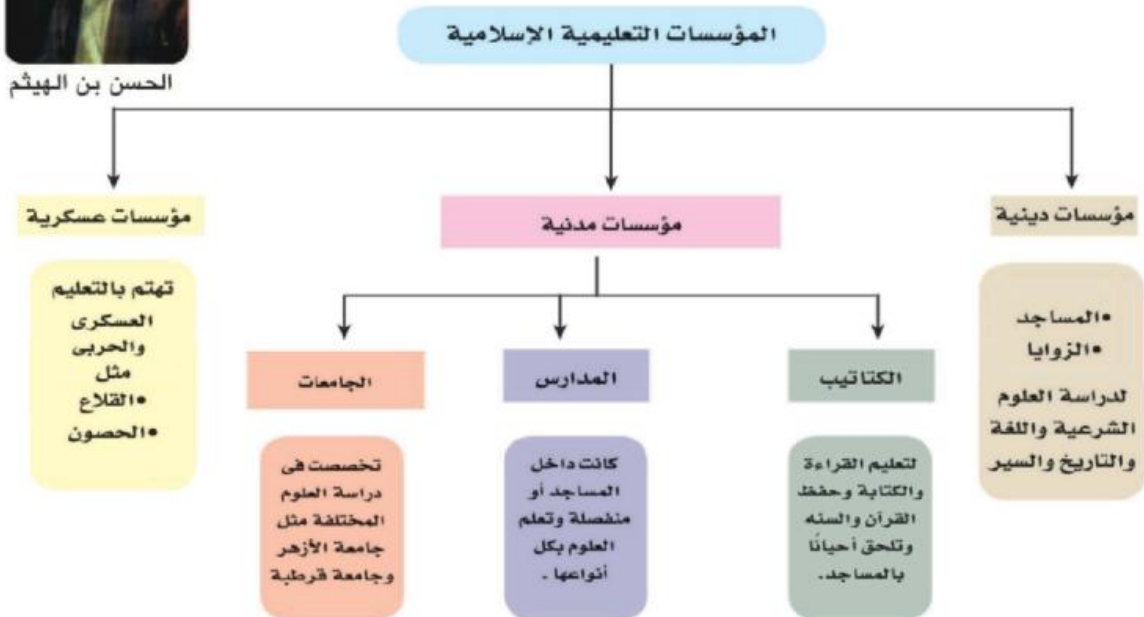 الحسن بن الهيثم
المؤسسات التعليمية الإسلامية
مؤسسات دينية
•المساجد
•الزوايا
لدراسة العلوم
الشرعية واللغة
والتاريخ والسير
مؤسسات مدنية
الكتاتيب
لتعليم القراءة
والكتابة وحفظ
القرآن والسنه
وتلحق أحيانًا
بالمساجد.
المدارس
كانت داخل
المساجد أو
منفصلة وتعلم
العلوم بكل
أنواعها .
الجامعات
تخصصت فى
دراسة العلوم
المختلفة مثل
جامعة الأزهر
وجامعة قرطبة
مؤسسات عسكرية
تهتم بالتعليم
العسكرى
والحربى
مثل
•القلاع
•الحصون